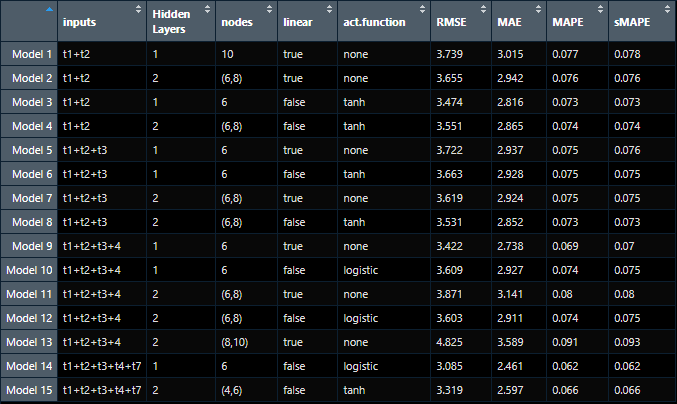 inputs Hidden Layers nodes linear act.function RMSE MAE MAPE sMAPE
Model 1 t1+t2 1 10 true none 3.739 3.015 0.077 0.078
Model 2 t1+t2 2 (6,8) true none 3.655 2.942 0.076 0.076
Model 3 t1+t2 1 6 false tanh 3.474 2.816 0.073 0.073
Model 4 t1+t2 2 (6,8) false tanh 3.551 2.865 0.074 0.074
Model 5 t1+t2+t3 1 6 true none 3.722 2.937 0.075 0.076
Model 6 t1+t2+t3 1 6 false tanh 3.663 2.928 0.075 0.075
Model 7 t1+t2+t3 2 (6,8) true none 3.619 2.924 0.075 0.075
Model 8 t1+t2+t3 2 (6,8) false tanh 3.531 2.852 0.073 0.073
Model 9 t1+t2+t3+4 1 6 true none 3.422 2.738 0.069 0.07
Model 10 t1+t2+t3+4 1 6 false logistic 3.609 2.927 0.074 0.075
Model 11 t1+t2+t3+4 2 (6,8) true none 3.871 3.141 0.08 0.08
Model 12 t1+t2+t3+4 2 (6,8) false logistic 3.603 2.911 0.074 0.075
Model 13 t1+t2+t3+4 2 (8,10) true none 4.825 3.589 0.091 0.093
Model 14 t1+t2+t3+t4+t7 1 6 false logistic 3.085 2.461 0.062 0.062
Model 15 t1+t2+t3+t4+t7 2 (4,6) false tanh 3.319 2.597 0.066 0.066